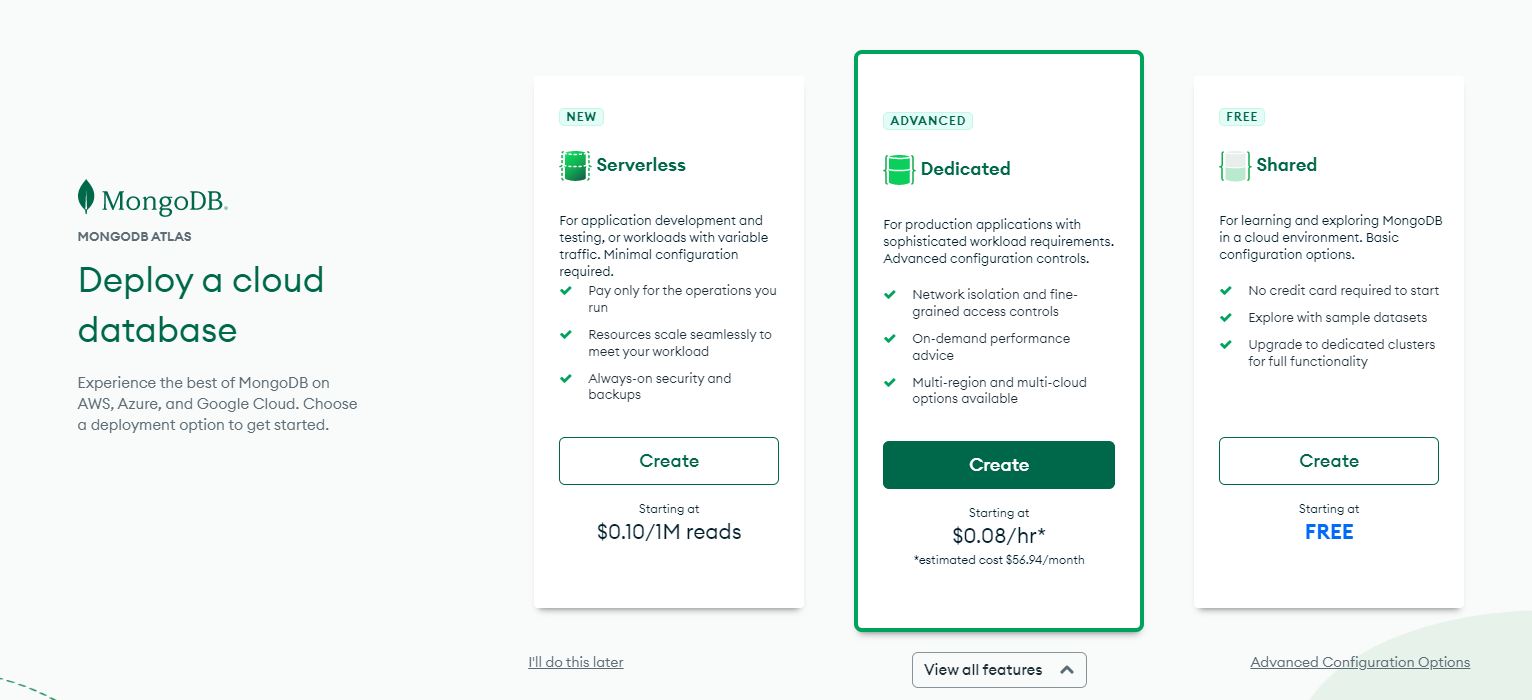 MongoDB.
MONGODB ATLAS
Deploy a cloud
database
Experience the best of MongoDB on
AWS, Azure, and Google Cloud. Choose
a deployment option to get started.
NEW
Serverless
For application development and
testing, or workloads with variable
traffic. Minimal configuration
required.
Pay only for the operations you
run
Resources scale seamlessly to
meet your workload
Always-on security and
backups
Create
Starting at
$0.10/1M reads
ADVANCED
Dedicated
For production applications with
sophisticated workload requirements.
Advanced configuration controls.
Network isolation and fine-
grained access controls
On-demand performance
advice
Multi-region and multi-cloud
options available
Create
Starting at
$0.08/hr*
*estimated cost $56.94/month
FREE
Shared
For learning and exploring MongoDB
in a cloud environment. Basic
configuration options.
No credit card required to start
Explore with sample datasets
Upgrade to dedicated clusters
for full functionality
Create
Starting at
FREE
I'll do this later
View all features
Advanced Configuration Options